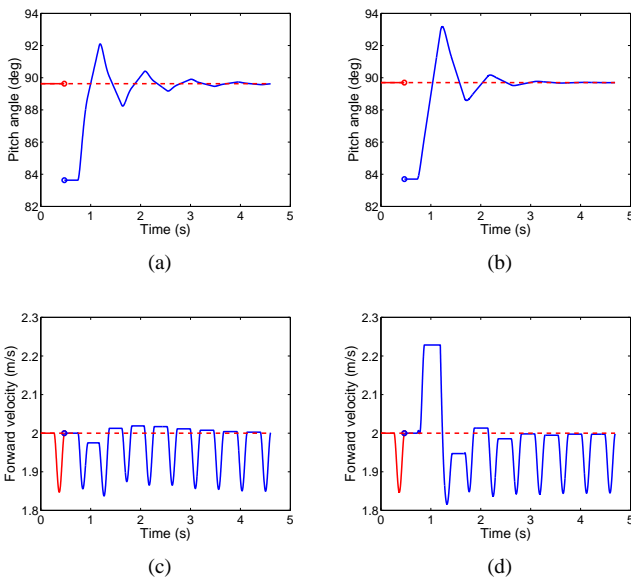 94
92
90
88
86
84
82
Pitch angle (deg)
0 1 2 3 4 5
Time (s)
(a)
94
92
90
88
86
84
82
Pitch angle (deg)
0 1 2 3 4 5
Time (s)
(b)
2.3
2.2
2.1
2
1.9
1.8
Forward velocity (m/s)
0 1 2 3 4 5
Time (s)
(c)
2.3
2.2
2.1
2
1.9
1.8
Forward velocity (m/s)
0 1 2 3 4 5
Time (s)
(d)